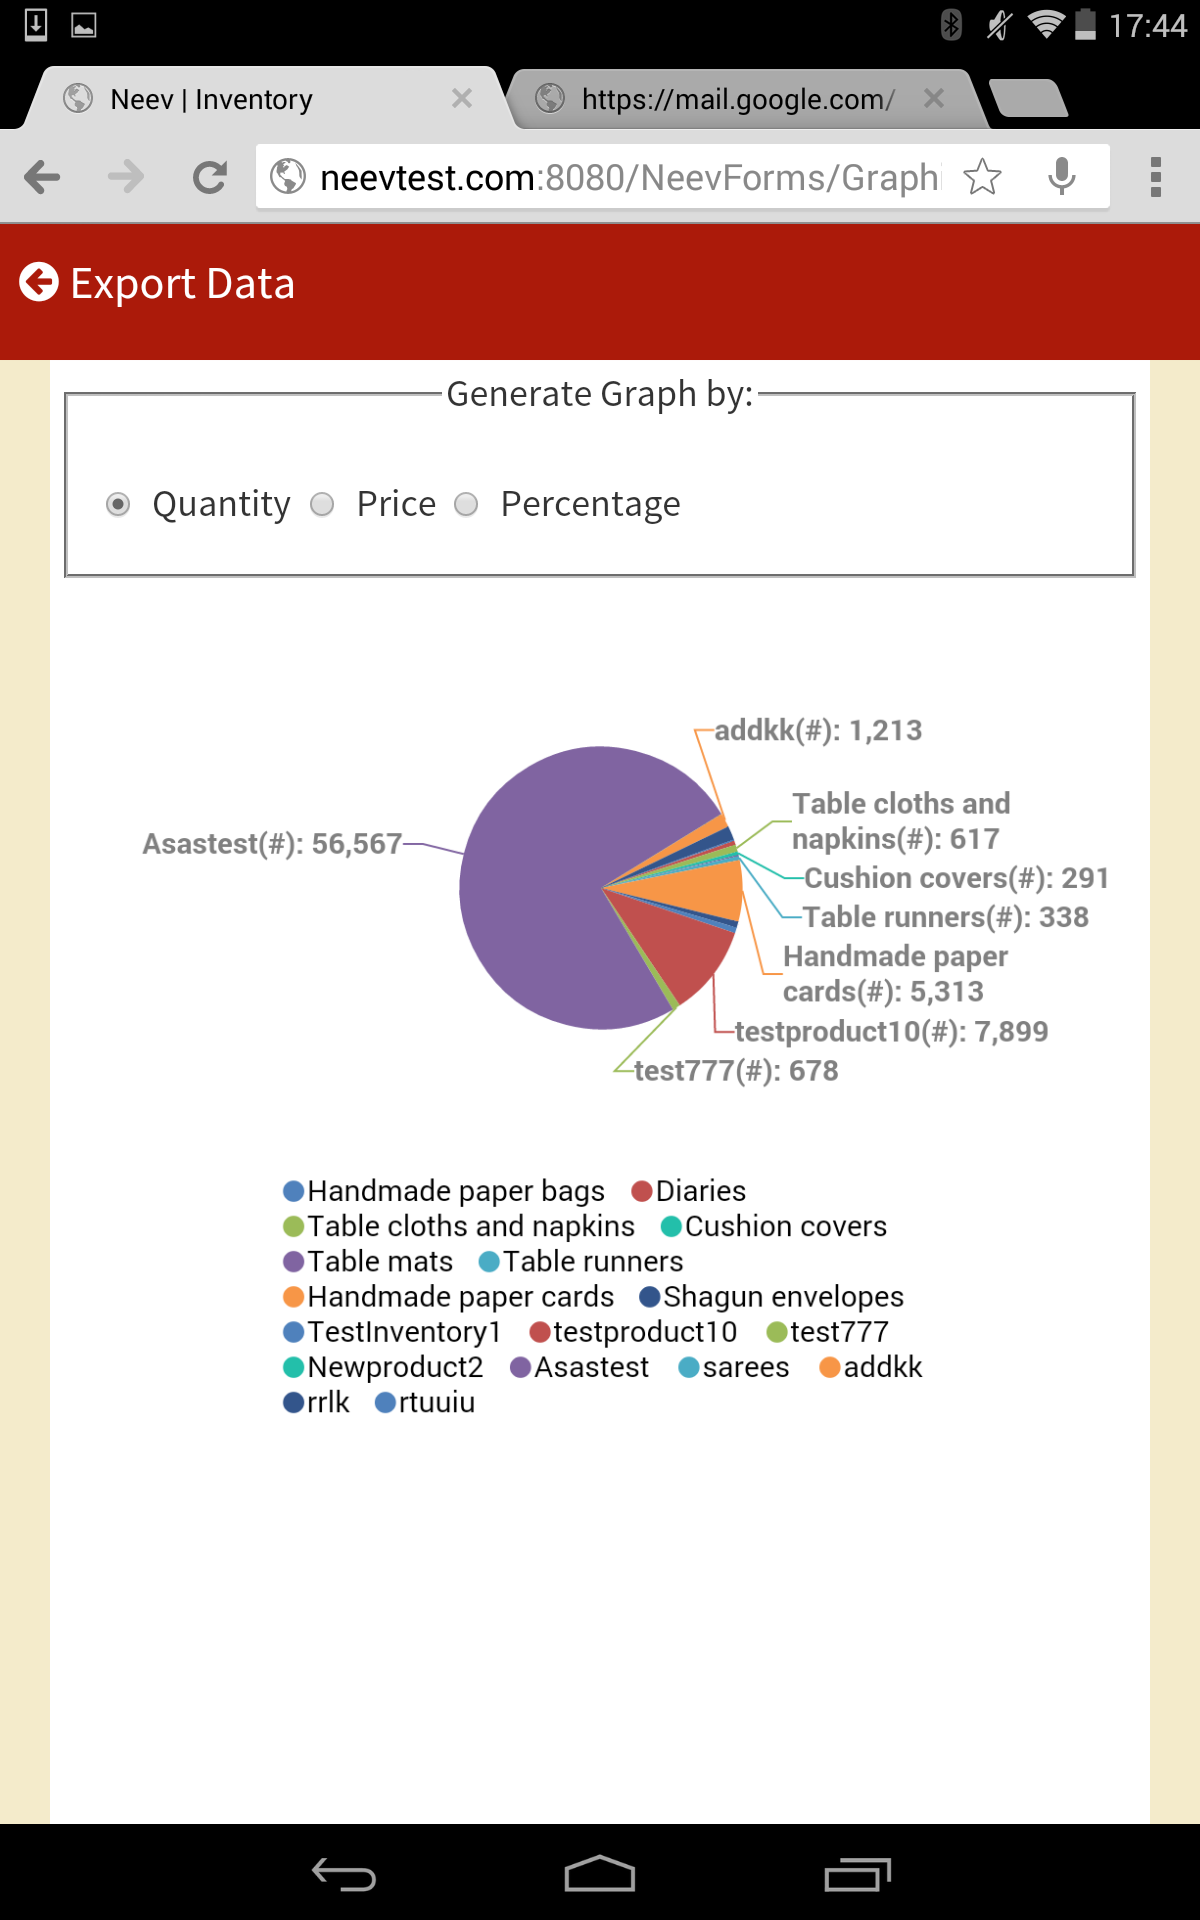 17:44
Neev | Inventory
https://mail.google.com/
neevtest.com:8080/NeevForms/Graphi
Export Data
Generate Graph by:
Quantity Price Percentage
addkk(#): 1,213
Table cloths and
napkins(#): 617
Asastest(#): 56,567
Cushion covers(#): 291
Table runners(#): 338
Handmade paper
cards(#): 5,313
testproduct10(#): 7,899
test777(#): 678
Handmade paper bags Diaries
Table cloths and napkins Cushion covers
Table mats Table runners
Handmade paper cards Shagun envelopes
TestInventory1 testproduct10 test777
Newproduct2 Asastest sarees addkk
rrlk rtuuiu